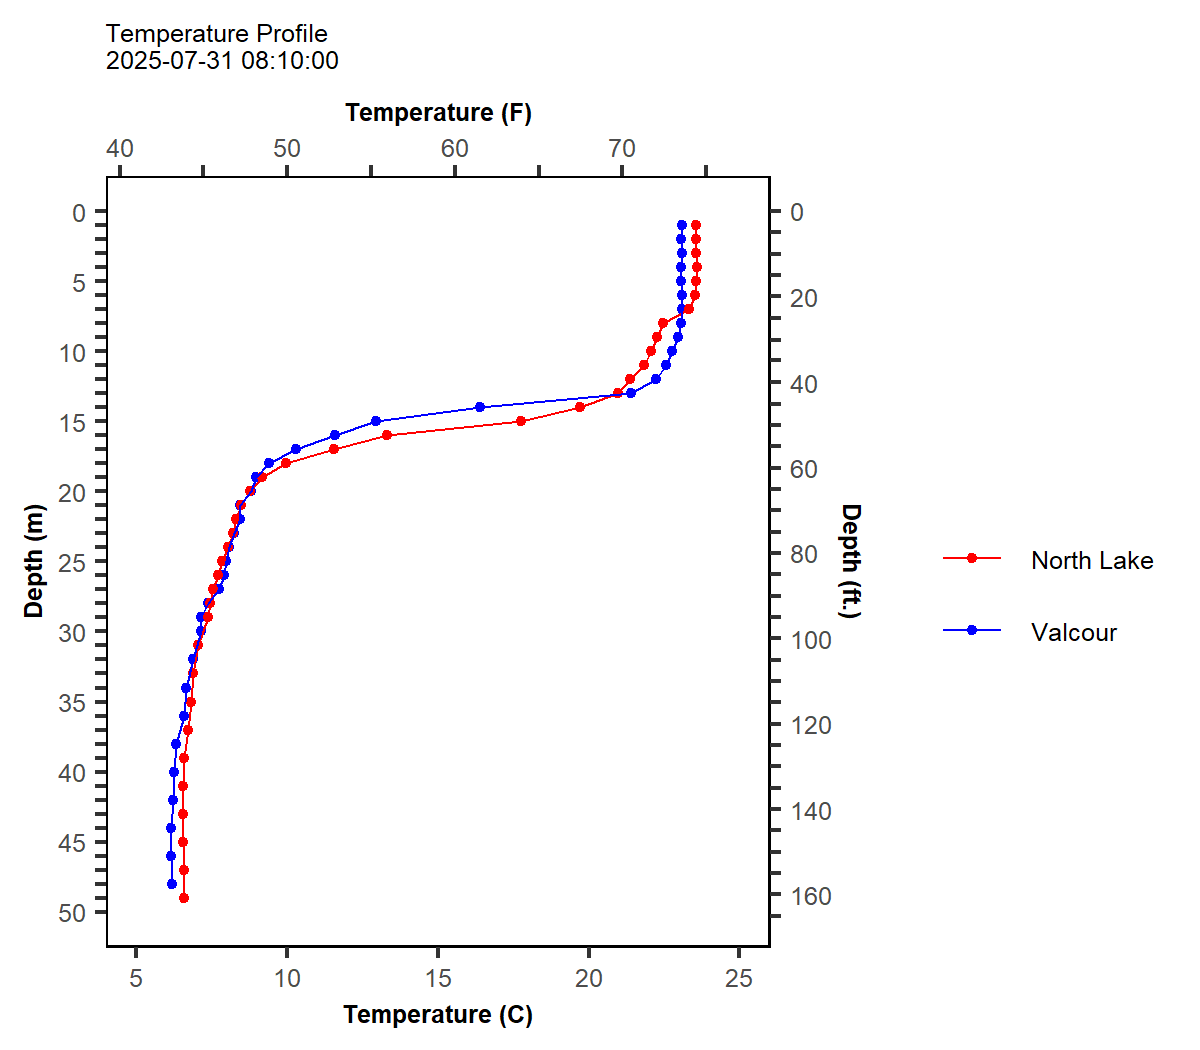 Temperature Profile
2025-07-31 08:10:00
Temperature (F)
40 50 60 70
0 0
5 20
10 40
15 60
20 80
25 100
30 120
35 140
40 160
45
50
Depth (m)
Depth (ft.)
North Lake
Valcour
5 10 15 20 25
Temperature (C)